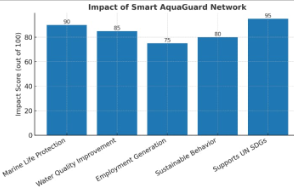 Impact of Smart AquaGuard Network
Impact Score (out of 100)
80
60
40
20
0
90
85
75
80
95
Marine Life Protection
Water Quality Improvement
Employment Generation
Sustainable Behavior
Supports UN SDGs